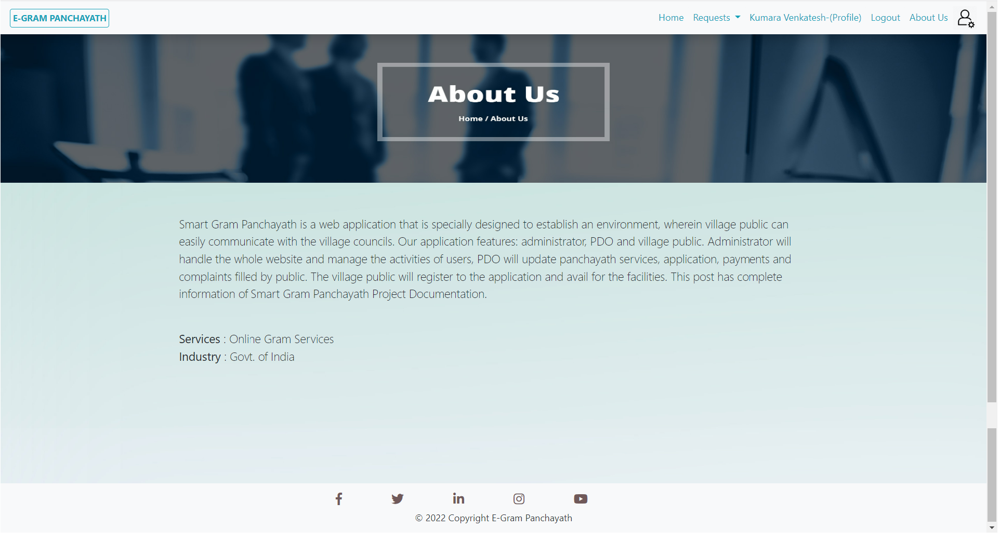 E-GRAM PANCHAYATH
Home Requests Kumara Venkatesh-(Profile) Logout About Us
About Us
Home / About Us
Smart Gram Panchayath is a web application that is specially designed to establish an environment, wherein village public can
easily communicate with the village councils. Our application features: administrator, PDO and village public. Administrator will
handle the whole website and manage the activities of users, PDO will update panchayath services, application, payments and
complaints filled by public. The village public will register to the application and avail for the facilities. This post has complete
information of Smart Gram Panchayath Project Documentation.
Services : Online Gram Services
Industry : Govt. of India
© 2022 Copyright E-Gram Panchayath